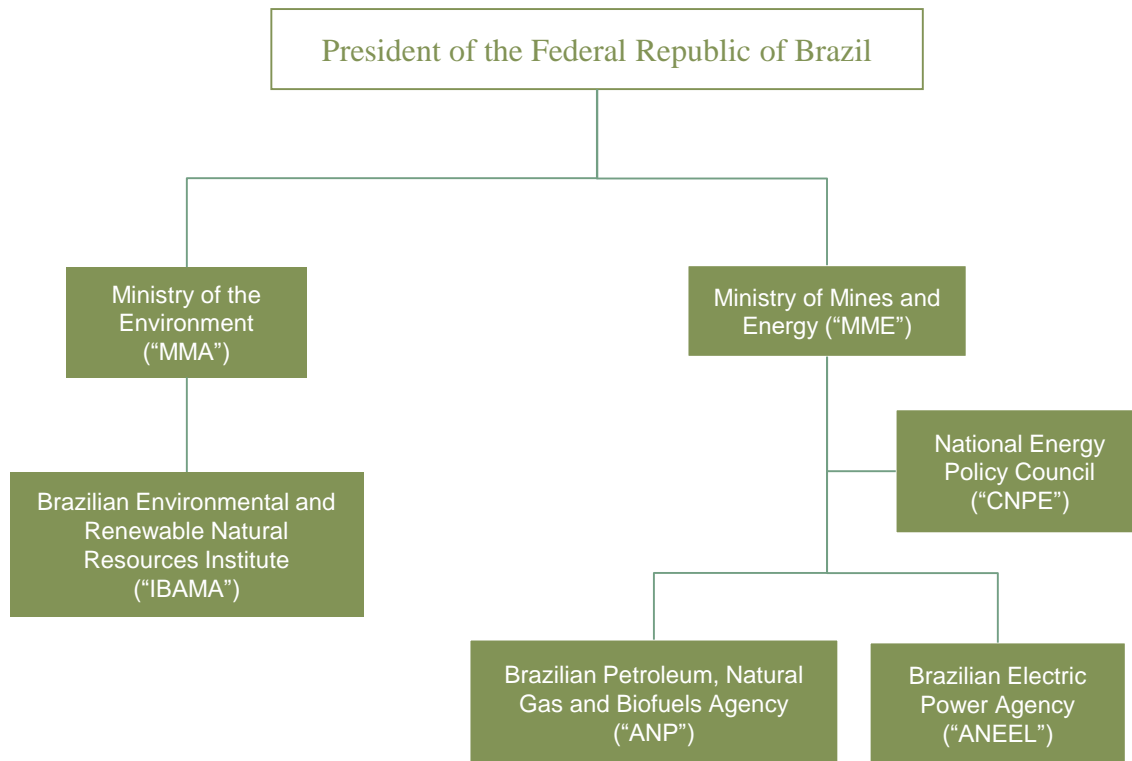 President of the Federal Republic of Brazil
Ministry of the
Environment
(“MMA”)
Ministry of Mines and
Energy (“MME”)
National Energy
Policy Council
(“CNPE”)
Brazilian Environmental and
Renewable Natural
Resources Institute
(“IBAMA”)
Brazilian Petroleum, Natural
Gas and Biofuels Agency
(“ANP”)
Brazilian Electric
Power Agency
(“ANEEL”)